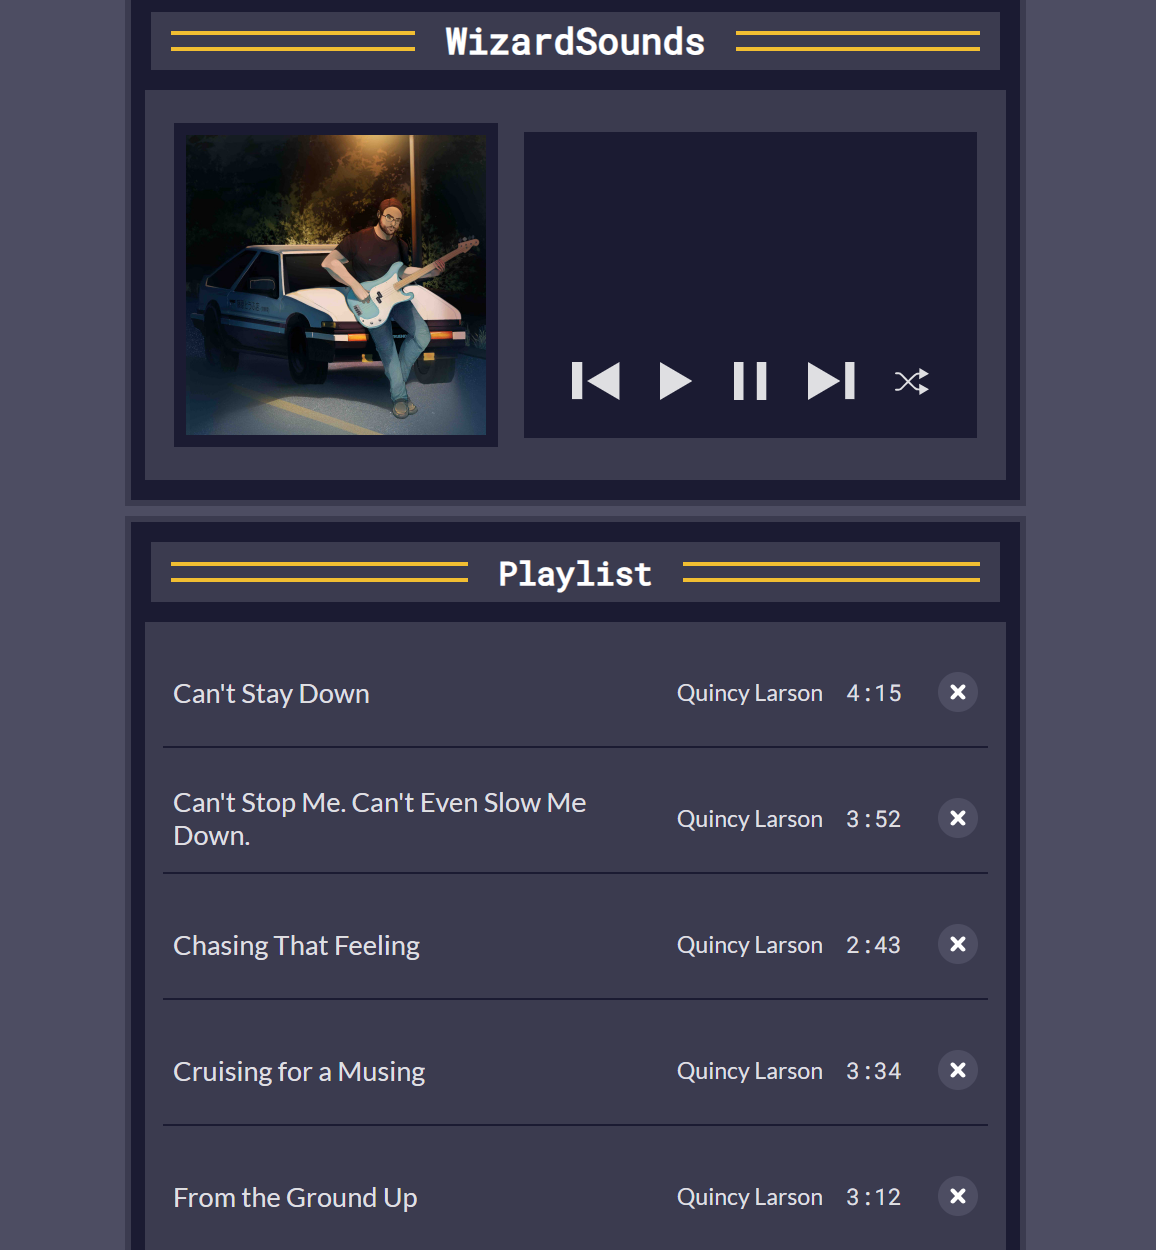 WizardSounds
Playlist
Can't Stay Down Quincy Larson 4:15
Can't Stop Me. Can't Even Slow Me
Down. Quincy Larson 3:52
Chasing That Feeling Quincy Larson 2:43
Cruising for a Musing Quincy Larson 3:34
From the Ground Up Quincy Larson 3:12